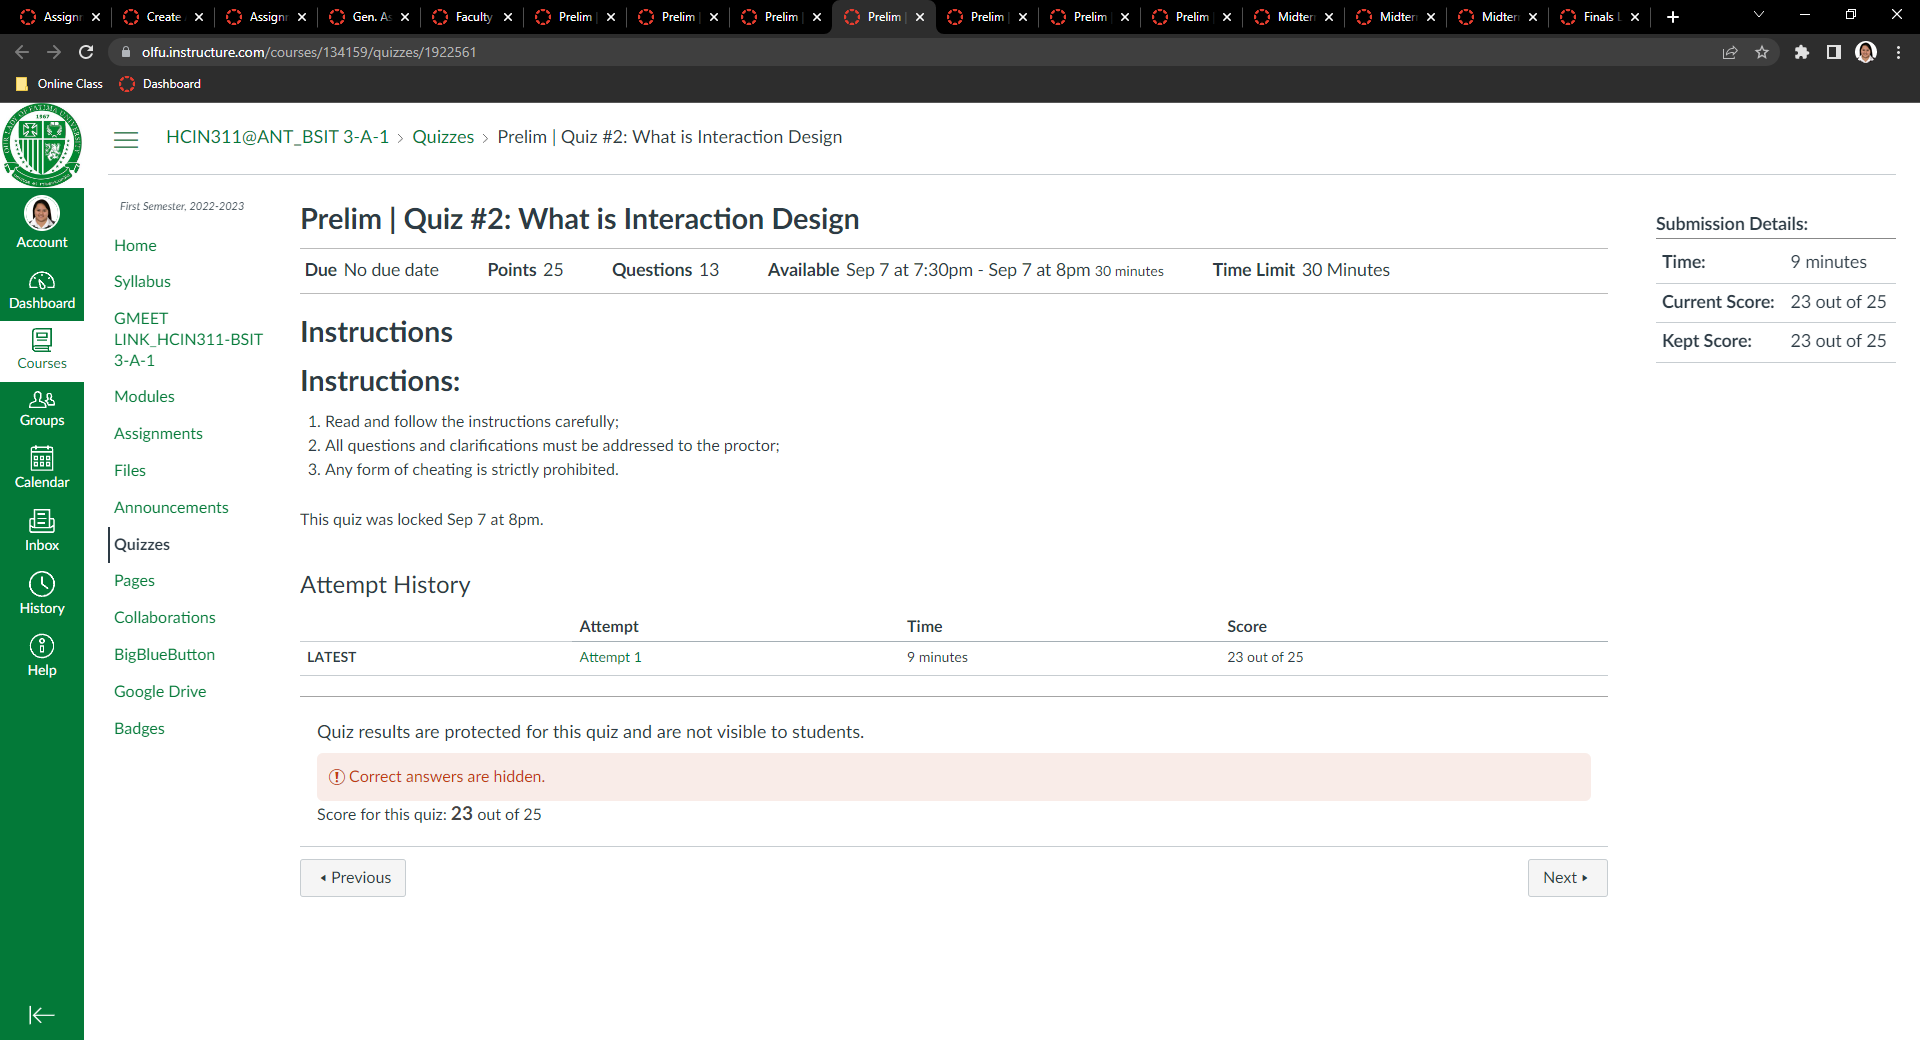 Assign
Create
Assign
Gen. A
Faculty
Prelim |
Prelim |
Prelim |
Prelim |
Prelim
Prelim
Prelim
Midter
Midter
Midter
Finals
olfu.instructure.com/courses/134159/quizzes/1922561
Online Class
Dashboard
HCIN311@ANT_BSIT 3-A-1 > Quizzes > Prelim | Quiz #2: What is Interaction Design
Account
Dashboard
Courses
Groups
Calendar
Inbox
History
Help
First Semester, 2022-2023
Home
Syllabus
GMEET
LINK_HCIN311-BSIT
3-A-1
Modules
Assignments
Files
Announcements
Quizzes
Pages
Collaborations
BigBlueButton
Google Drive
Badges
Prelim | Quiz #2: What is Interaction Design
Due No due date Points 25 Questions 13 Available Sep 7 at 7:30pm - Sep 7 at 8pm 30 minutes Time Limit 30 Minutes
Instructions
Instructions:
1. Read and follow the instructions carefully;
2. All questions and clarifications must be addressed to the proctor;
3. Any form of cheating is strictly prohibited.
This quiz was locked Sep 7 at 8pm.
Attempt History
Attempt Time Score
LATEST Attempt 1 9 minutes 23 out of 25
Quiz results are protected for this quiz and are not visible to students.
Correct answers are hidden.
Score for this quiz: 23 out of 25
Previous
Next
Submission Details:
Time: 9 minutes
Current Score: 23 out of 25
Kept Score: 23 out of 25